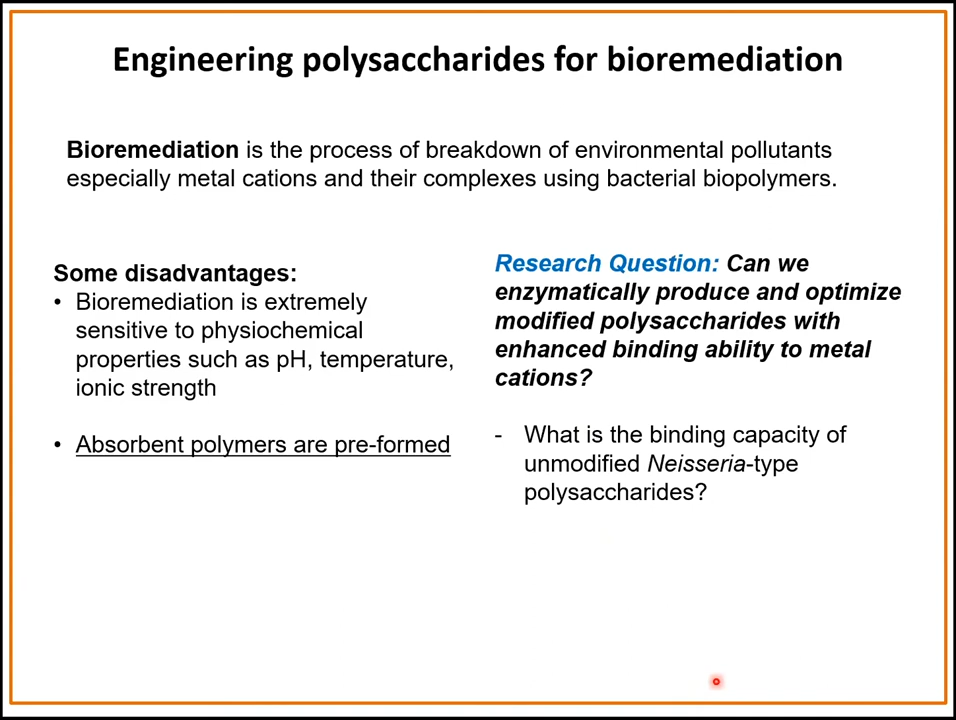 Engineering polysaccharides for bioremediation
Bioremediation is the process of breakdown of environmental pollutants
especially metal cations and their complexes using bacterial biopolymers.
Some disadvantages:
• Bioremediation is extremely
sensitive to physiochemical
properties such as pH, temperature,
ionic strength
• Absorbent polymers are pre-formed
Research Question: Can we
enzymatically produce and optimize
modified polysaccharides with
enhanced binding ability to metal
cations?
- What is the binding capacity of
unmodified Neisseria-type
polysaccharides?